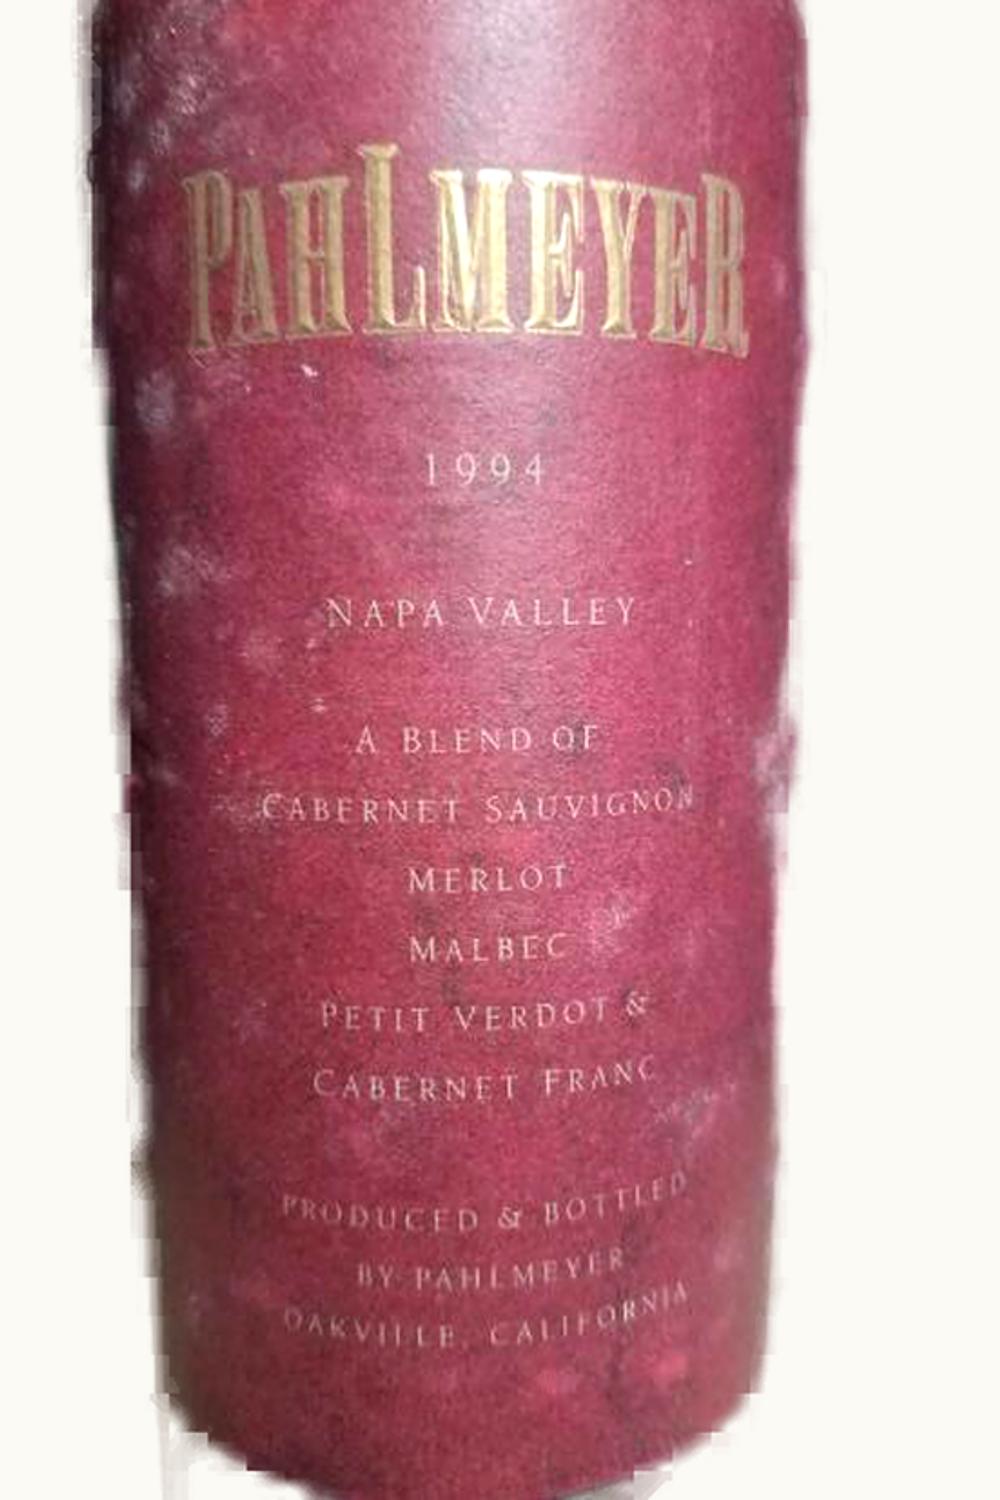 PAHLMEYER
1994
NAPA VALLEY
A BLEND OF
CABERNET SAUVIGNON
MERLOT
MALBEC
PETIT VERDOT &
CABERNET FRANC
PRODUCED & BOTTLED
BY PAHLMEYER
OAKVILLE, CALIFORNIA